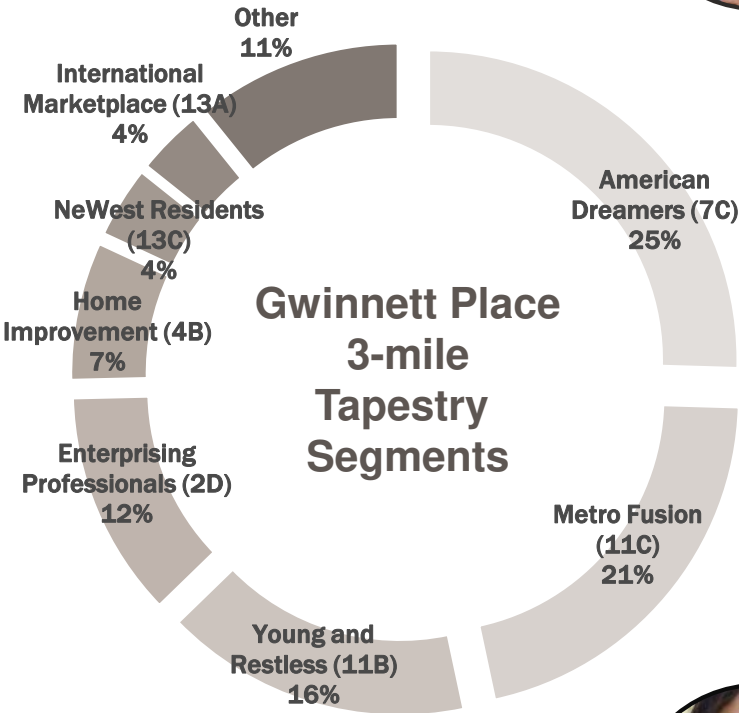 Other
11%
International
Marketplace (13A)
4%
NeWest Residents
(13C)
4%
Home
Improvement (4B)
7%
Enterprising
Professionals (2D)
12%
Young and
Restless (11B)
16%
Metro Fusion
(11C)
21%
American
Dreamers (7C)
25%
Gwinnett Place
3-mile
Tapestry
Segments